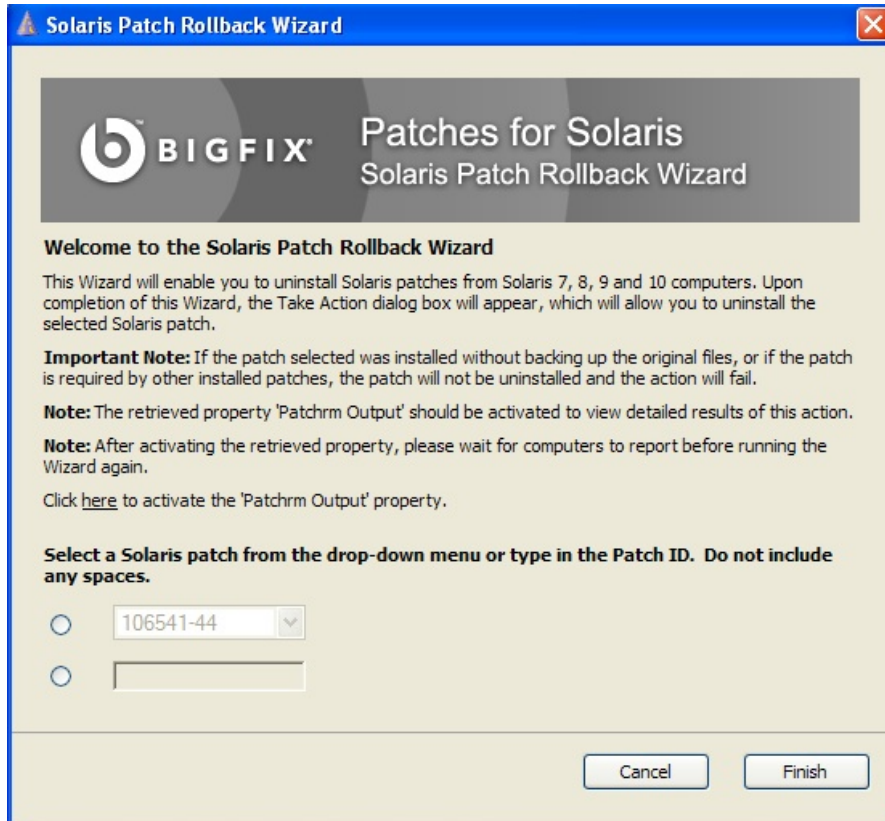 Solaris Patch Rollback Wizard
BIGFIX
Patches for Solaris
Solaris Patch Rollback Wizard
Welcome to the Solaris Patch Rollback Wizard
This Wizard will enable you to uninstall Solaris patches from Solaris 7, 8, 9 and 10 computers. Upon
completion of this Wizard, the Take Action dialog box will appear, which will allow you to uninstall the
selected Solaris patch.
Important Note: If the patch selected was installed without backing up the original files, or if the patch
is required by other installed patches, the patch will not be uninstalled and the action will fail.
Note: The retrieved property 'Patchrm Output' should be activated to view detailed results of this action.
Note: After activating the retrieved property, please wait for computers to report before running the
Wizard again.
Click here to activate the 'Patchrm Output' property.
Select a Solaris patch from the drop-down menu or type in the Patch ID.  Do not include
any spaces.
106541-44
Cancel
Finish